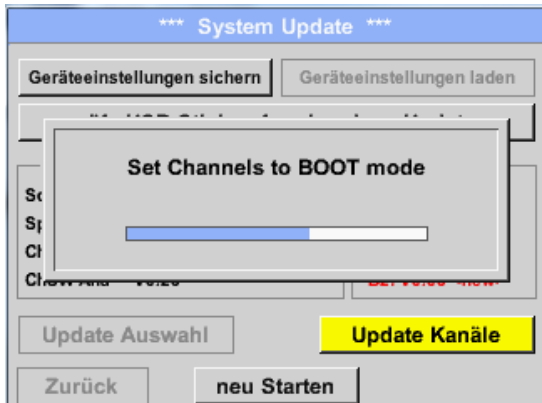 *** System Update ***
Geräteeinstellungen sichern
Geräteeinstellungen laden
Set Channels to BOOT mode
Update Auswahl
Update Kanäle
Zurück
neu Starten